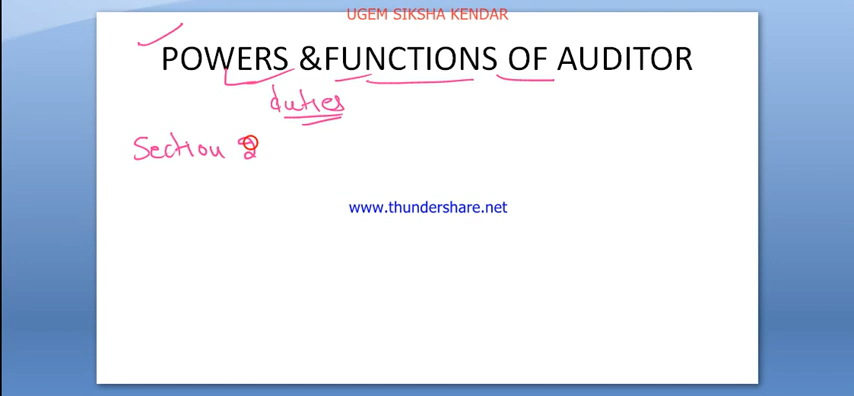 UGEM SIKSHA KENDAR
POWERS &FUNCTIONS OF AUDITOR
duties
Section
www.thundershare.net